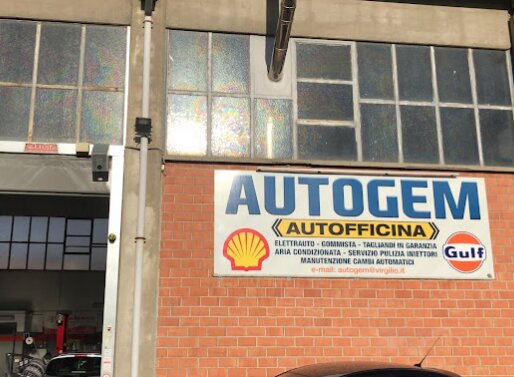 AUTOGEM
AUTOFFICINA
ELETTRAUTO - GOMMISTA - TAGLIANDI IN GARANZIA
ARIA CONDIZIONATA - SERVIZIO PULIZIA INIETTORI
MANUTENZIONE CAMBI AUTOMATICI
e-mail: autogem@virgilio.it
Gulf